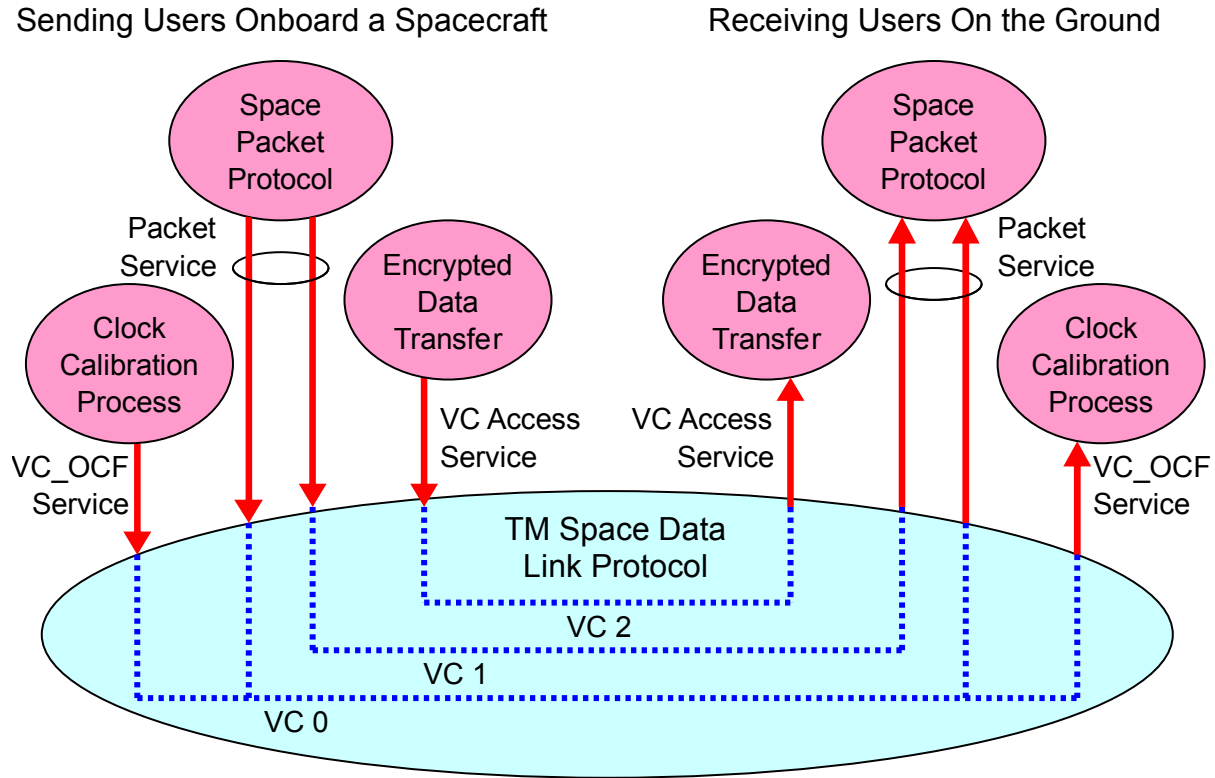 Sending Users Onboard a Spacecraft
Receiving Users On the Ground
Space
Packet
Protocol
Space
Packet
Protocol
Packet
Service
Encrypted
Data
Transfer
Encrypted
Data
Transfer
Packet
Service
Clock
Calibration
Process
Clock
Calibration
Process
VC_OCF
Service
VC Access
Service
VC Access
Service
VC_OCF
Service
TM Space Data
Link Protocol
VC 2
VC 1
VC 0